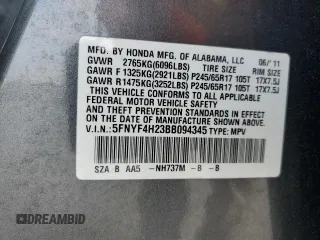 MFD. BY HONDA MFG. OF ALABAMA, LLC 06/11
GVWR 2765KG(6096LBS) TIRE SIZE RIM SIZE
GAWR F 1325KG(2921LBS) P245/65R17 105T 17X7.5J
GAWR R1475KG(3252LBS) P245/65R17 105T 17X7.5J
THIS VEHICLE CONFORMS TO ALL APPLICABLE
FEDERAL MOTOR VEHICLE SAFETY AND THEFT
PREVENTION STANDARDS IN EFFECT ON THE DATE
OF MANUFACTURE SHOWN ABOVE.
V.I.N: 5FNYF4H23BB094345 TYPE: MPV
SZA B AA5 -NH737M -B -B
© DREAMBID
DREAMBID.COM